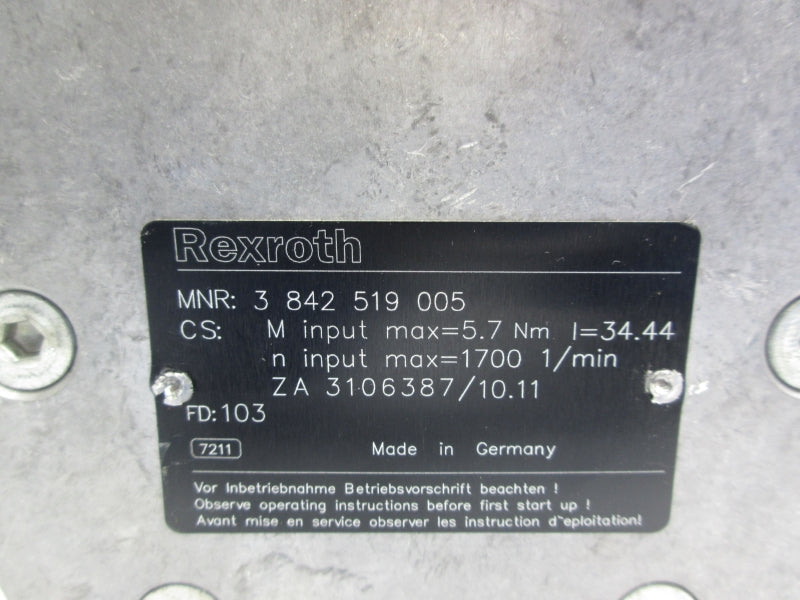 Rexroth
MNR: 3 842 519 005
CS: M input max=5.7 Nm I=34.44
n input max=1700 1/min
ZA 3106387/10.11
FD:103
7211 Made in Germany
Vor Inbetriebnahme Betriebsvorschrift beachten !
Observe operating instructions before first start up !
Avant mise en service observer les instruction d'eploitation!